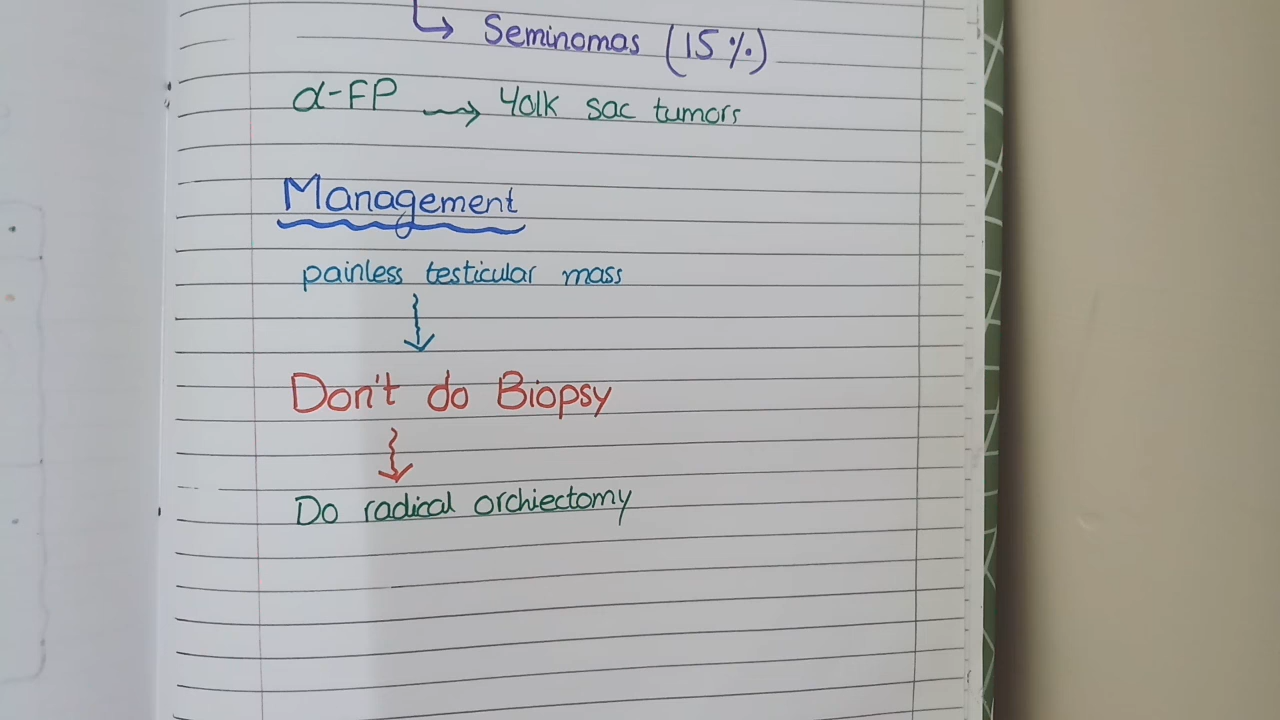 ↳ Seminomas (15%)
α-FP → Yolk sac tumors
Management
painless testicular mass
↓
Don't do Biopsy
↓
Do radical orchiectomy